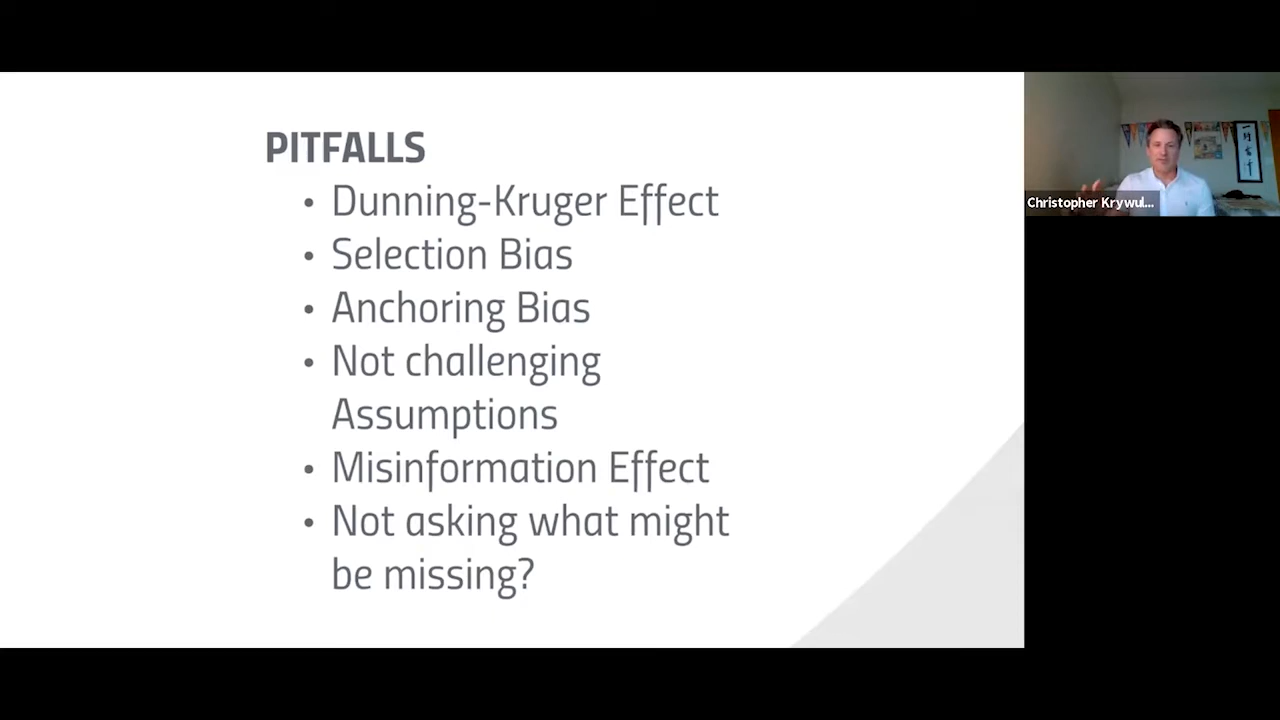 PITFALLS
• Dunning-Kruger Effect
• Selection Bias
• Anchoring Bias
• Not challenging
Assumptions
• Misinformation Effect
• Not asking what might
be missing?
Christopher Krywul...